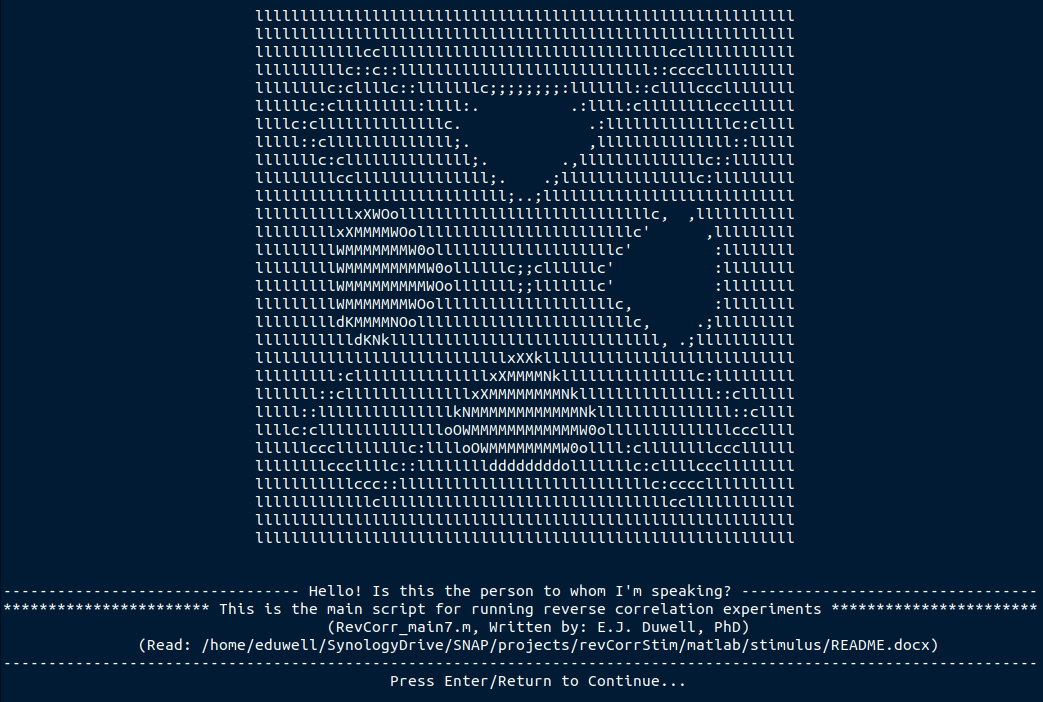 --------------------------------- Hello! Is this the person to whom I'm speaking? ---------------------------------
*********************** This is the main script for running reverse correlation experiments ***********************
(RevCorr_main7.m, Written by: E.J. Duwell, PhD)
(Read: /home/eduwell/SynologyDrive/SNAP/projects/revCorrStim/matlab/stimulus/README.docx)
-------------------------------------------------------------------------------------------------------------------
Press Enter/Return to Continue...